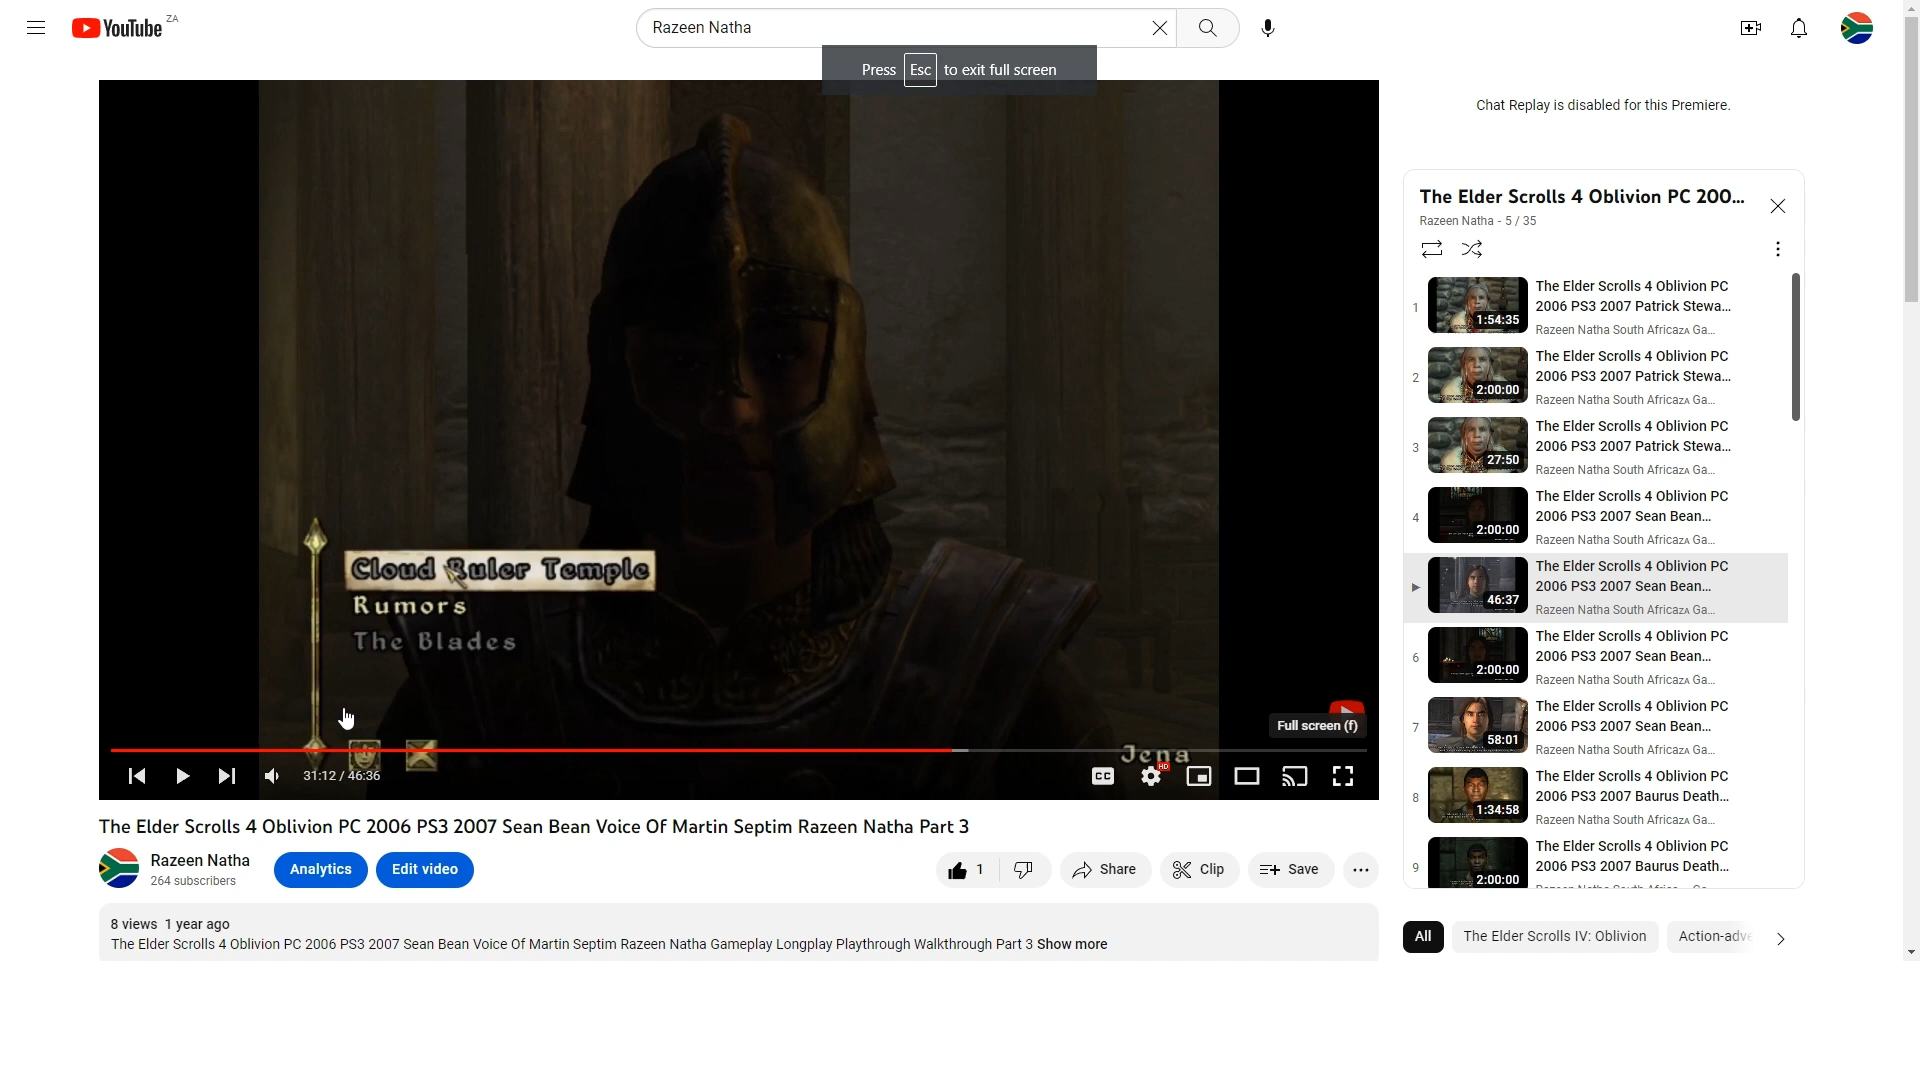 YouTube ZA
Razeen Natha
Press Esc to exit full screen
Cloud Ruler Temple
Rumors
The Blades
Jena
Full screen (f)
31:12 / 46:36
CC
HD
The Elder Scrolls 4 Oblivion PC 2006 PS3 2007 Sean Bean Voice Of Martin Septim Razeen Natha Part 3
Razeen Natha
264 subscribers
Analytics
Edit video
1
Share
Clip
Save
8 views 1 year ago
The Elder Scrolls 4 Oblivion PC 2006 PS3 2007 Sean Bean Voice Of Martin Septim Razeen Natha Gameplay Longplay Playthrough Walkthrough Part 3 Show more
Chat Replay is disabled for this Premiere.
The Elder Scrolls 4 Oblivion PC 200...
Razeen Natha - 5 / 35
1
1:54:35
The Elder Scrolls 4 Oblivion PC
2006 PS3 2007 Patrick Stewa...
Razeen Natha South Africaᴢᴀ Ga...
2
2:00:00
The Elder Scrolls 4 Oblivion PC
2006 PS3 2007 Patrick Stewa...
Razeen Natha South Africaᴢᴀ Ga...
3
27:50
The Elder Scrolls 4 Oblivion PC
2006 PS3 2007 Patrick Stewa...
Razeen Natha South Africaᴢᴀ Ga...
4
2:00:00
The Elder Scrolls 4 Oblivion PC
2006 PS3 2007 Sean Bean...
Razeen Natha South Africaᴢᴀ Ga...
46:37
The Elder Scrolls 4 Oblivion PC
2006 PS3 2007 Sean Bean...
Razeen Natha South Africaᴢᴀ Ga...
6
2:00:00
The Elder Scrolls 4 Oblivion PC
2006 PS3 2007 Sean Bean...
Razeen Natha South Africaᴢᴀ Ga...
7
58:01
The Elder Scrolls 4 Oblivion PC
2006 PS3 2007 Sean Bean...
Razeen Natha South Africaᴢᴀ Ga...
8
1:34:58
The Elder Scrolls 4 Oblivion PC
2006 PS3 2007 Baurus Death...
Razeen Natha South Africaᴢᴀ Ga...
9
2:00:00
The Elder Scrolls 4 Oblivion PC
2006 PS3 2007 Baurus Death...
All
The Elder Scrolls IV: Oblivion
Action-adve